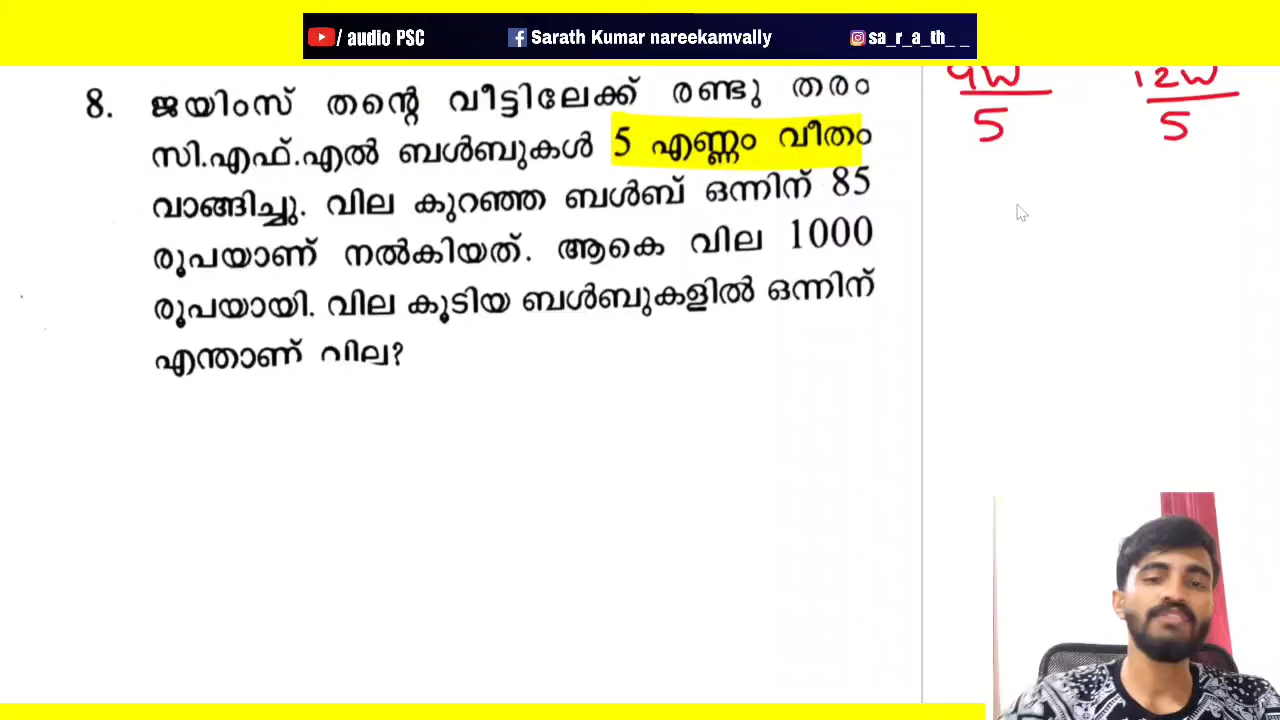 / audio PSC
Sarath Kumar nareekamvally
sa_r_a_th_ _
8. ജയിംസ് തന്റെ വീട്ടിലേക്ക് രണ്ടു തരം
സി.എഫ്.എൽ ബൾബുകൾ 5 എണ്ണം വീതം
വാങ്ങിച്ചു. വില കുറഞ്ഞ ബൾബ് ഒന്നിന് 85
രൂപയാണ് നൽകിയത്. ആകെ വില 1000
രൂപയായി. വില കൂടിയ ബൾബുകളിൽ ഒന്നിന്
എന്താണ് വില?
9W 12W
5 5